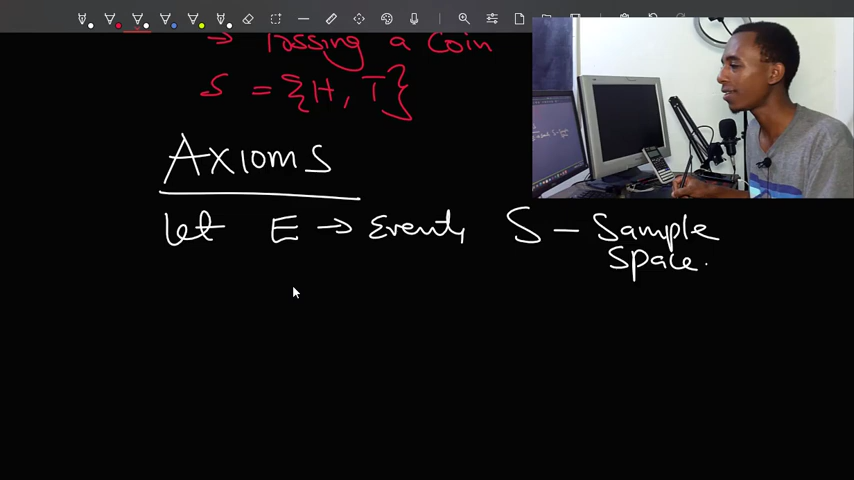 → Tossing a Coin
S = {H, T}
Axioms
Let E → Event, S – Sample
Space.